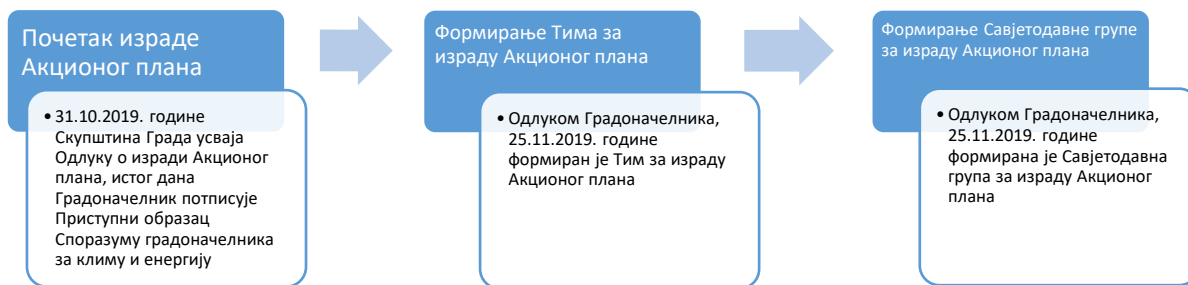 Почетак израде
Акционог плана
• 31.10.2019. године
Скупштина Града усваја
Одлуку о изради Акционог
плана, истог дана
Градоначелник потписује
Приступни образац
Споразуму градоначелника
за климу и енергију
Формирање Тима за
израду Акционог плана
• Одлуком Градоначелника,
25.11.2019. године
формиран је Тим за израду
Акционог плана
Формирање Савјетодавне групе
за израду Акционог плана
• Одлуком Градоначелника,
25.11.2019. године
формирана је Савјетодавна
група за израду Акционог
плана